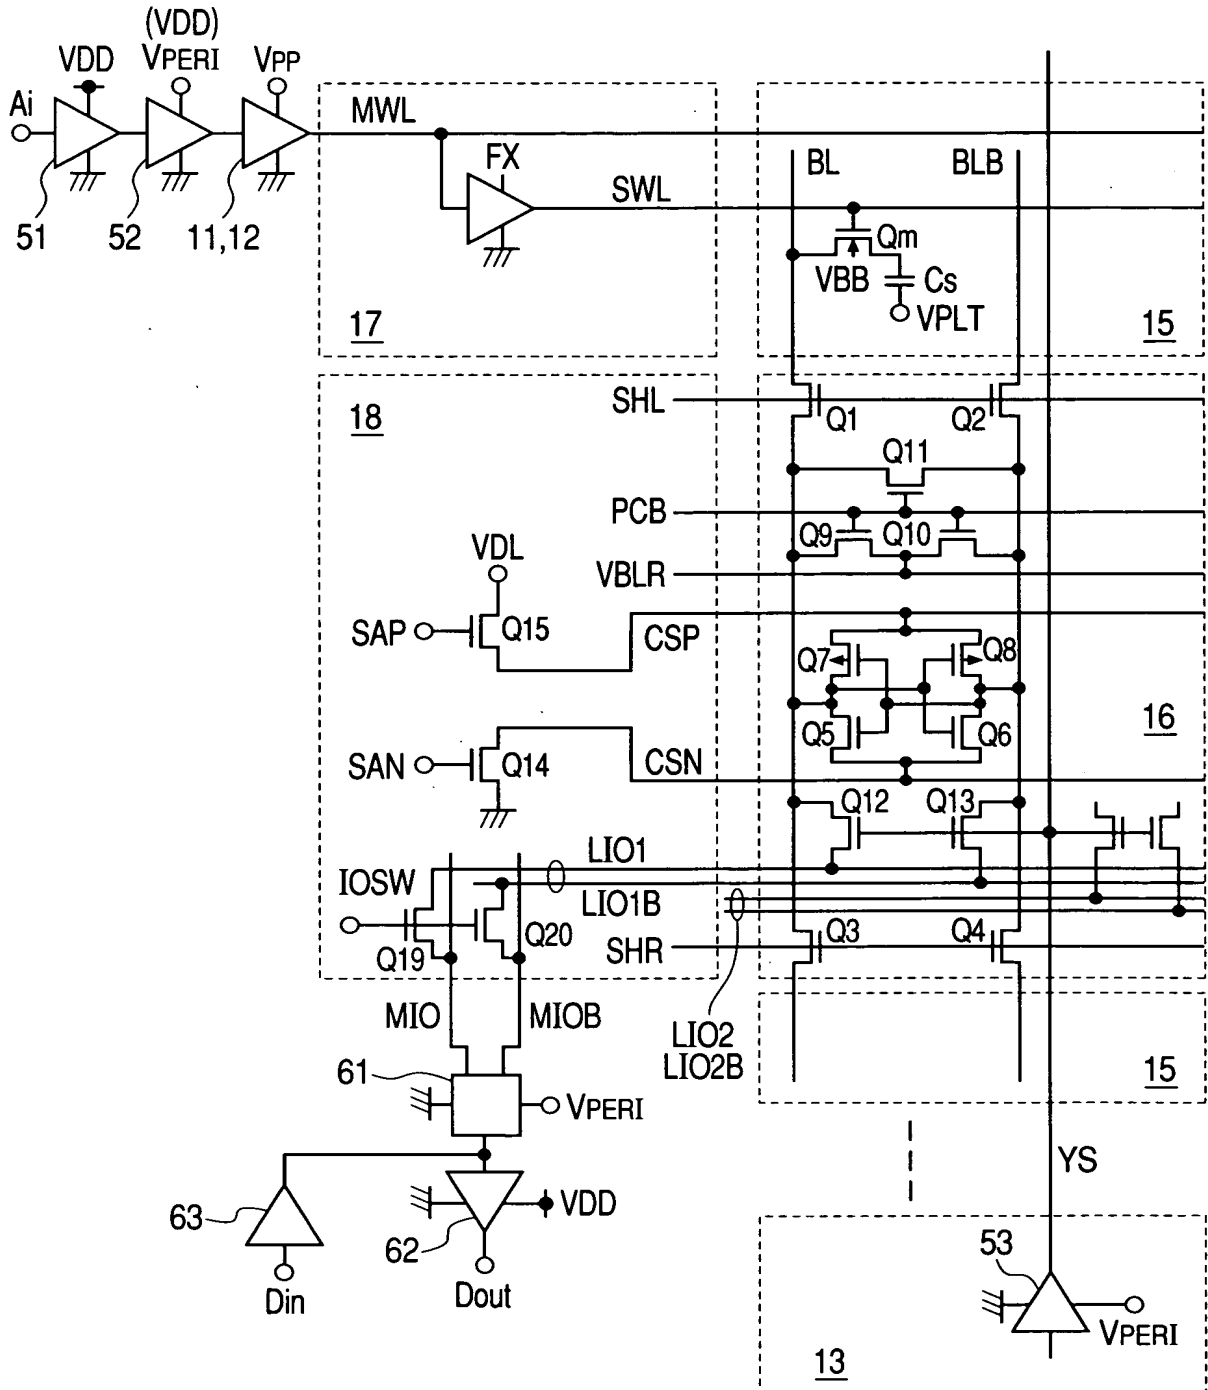 (VDD)
VDD VPERI VPP
Ai
51 52 11,12
MWL
FX
SWL
17
BL BLB
Qm
VBB Cs
VPLT
15
18
SHL
Q1 Q2
Q11
PCB
Q9 Q10
VBLR
VDL
SAP Q15
CSP
Q7 Q8
Q5 Q6
16
SAN Q14
CSN
Q12 Q13
LIO1
IOSW
LIO1B
Q19 Q20
SHR
Q3 Q4
MIO MIOB
LIO2
LIO2B
15
61
VPERI
YS
63
VDD
62
Din
Dout
53
VPERI
13